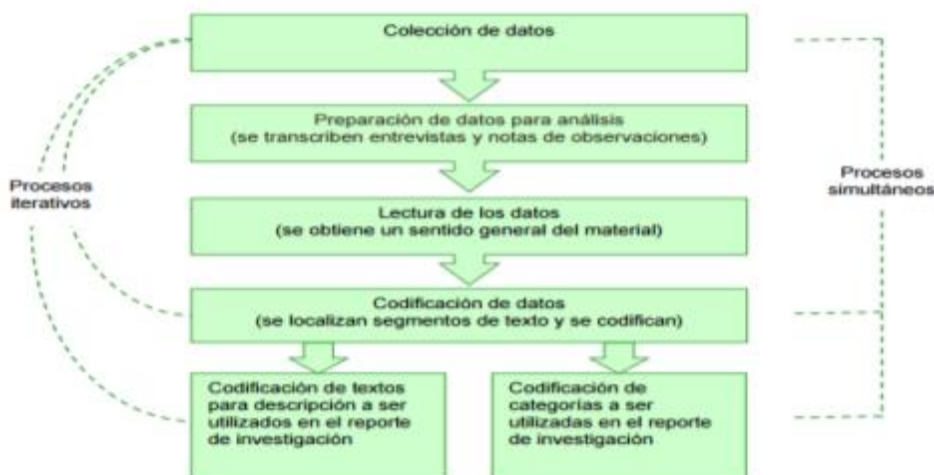 Colección de datos
Preparación de datos para análisis
(se transcriben entrevistas y notas de observaciones)
Procesos
iterativos
Procesos
simultáneos
Lectura de los datos
(se obtiene un sentido general del material)
Codificación de datos
(se localizan segmentos de texto y se codifican)
Codificación de textos
para descripción a ser
utilizados en el reporte
de investigación
Codificación de
categorías a ser
utilizadas en el reporte
de investigación